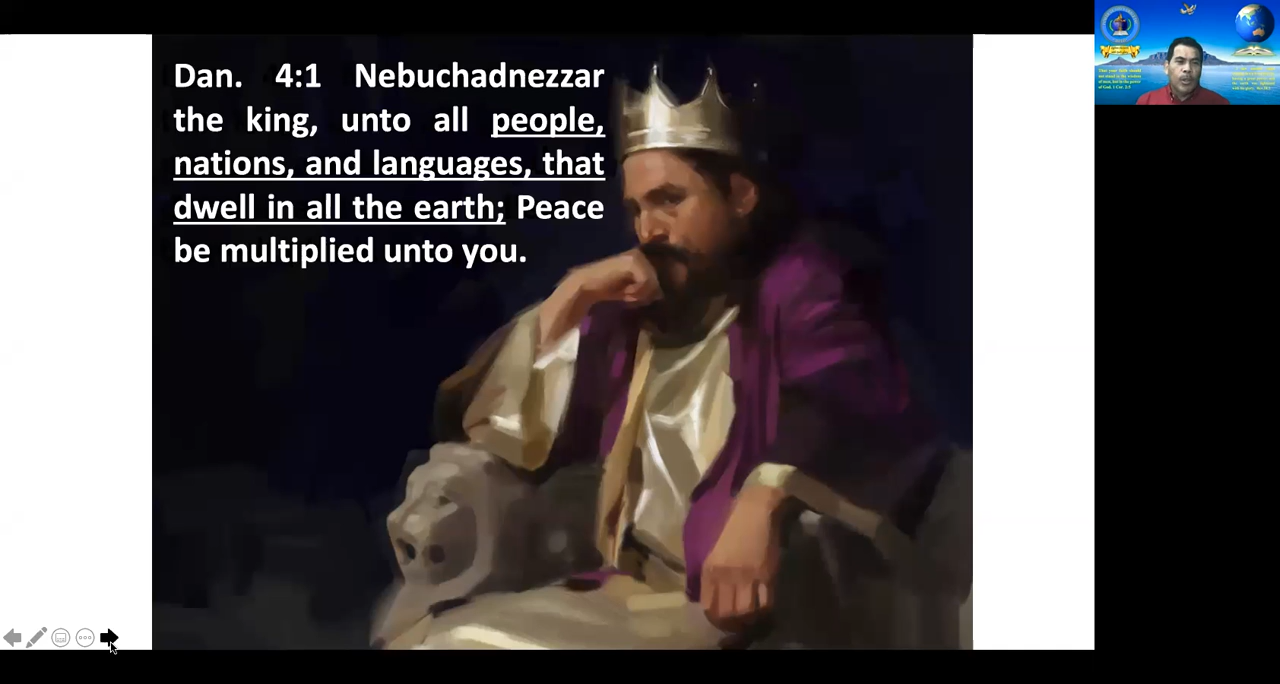 Dan. 4:1 Nebuchadnezzar
the king, unto all people,
nations, and languages, that
dwell in all the earth; Peace
be multiplied unto you.